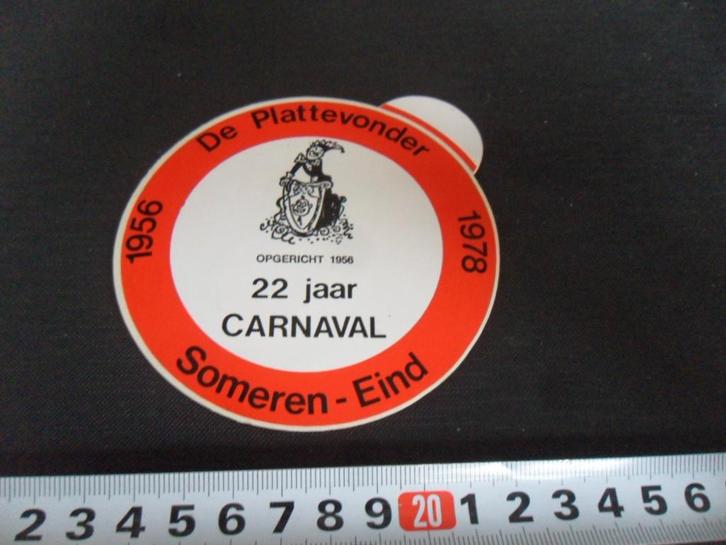 De Plattevonder
1956
1978
OPGERICHT 1956
22 jaar
CARNAVAL
Someren - Eind
2 3 4 5 6 7 8 9 20 1 2 3 4 5 6